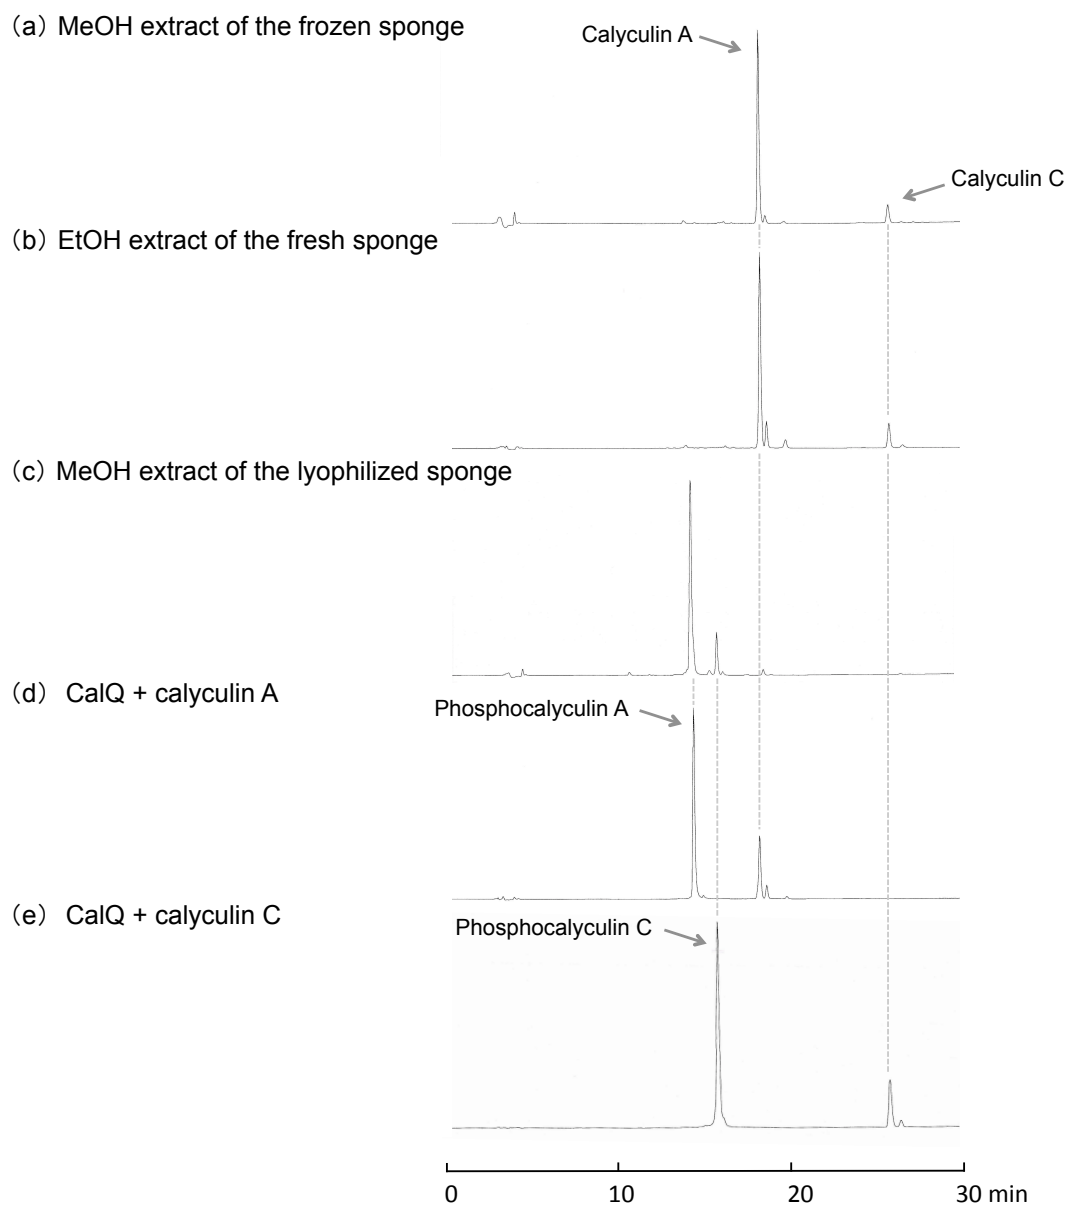 (a) MeOH extract of the frozen sponge
Calyculin A
Calyculin C
(b) EtOH extract of the fresh sponge
(c) MeOH extract of the lyophilized sponge
(d) CalQ + calyculin A
Phosphocalyculin A
(e) CalQ + calyculin C
Phosphocalyculin C
0 10 20 30 min